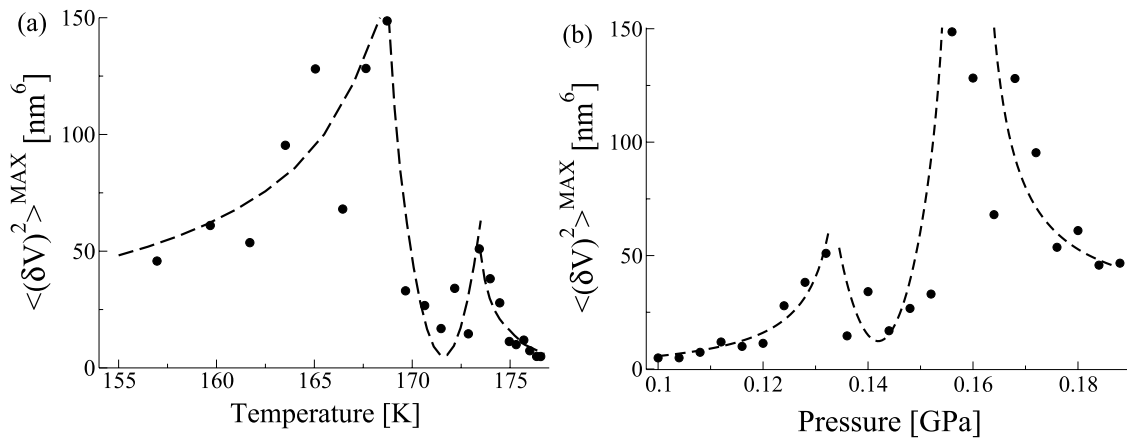 (a)
150
100
50
0
<(δV)²>ᴹᴬˣ [nm⁶]
155 160 165 170 175
Temperature [K]
(b)
150
100
50
0
<(δV)²>ᴹᴬˣ [nm⁶]
0.1 0.12 0.14 0.16 0.18
Pressure [GPa]